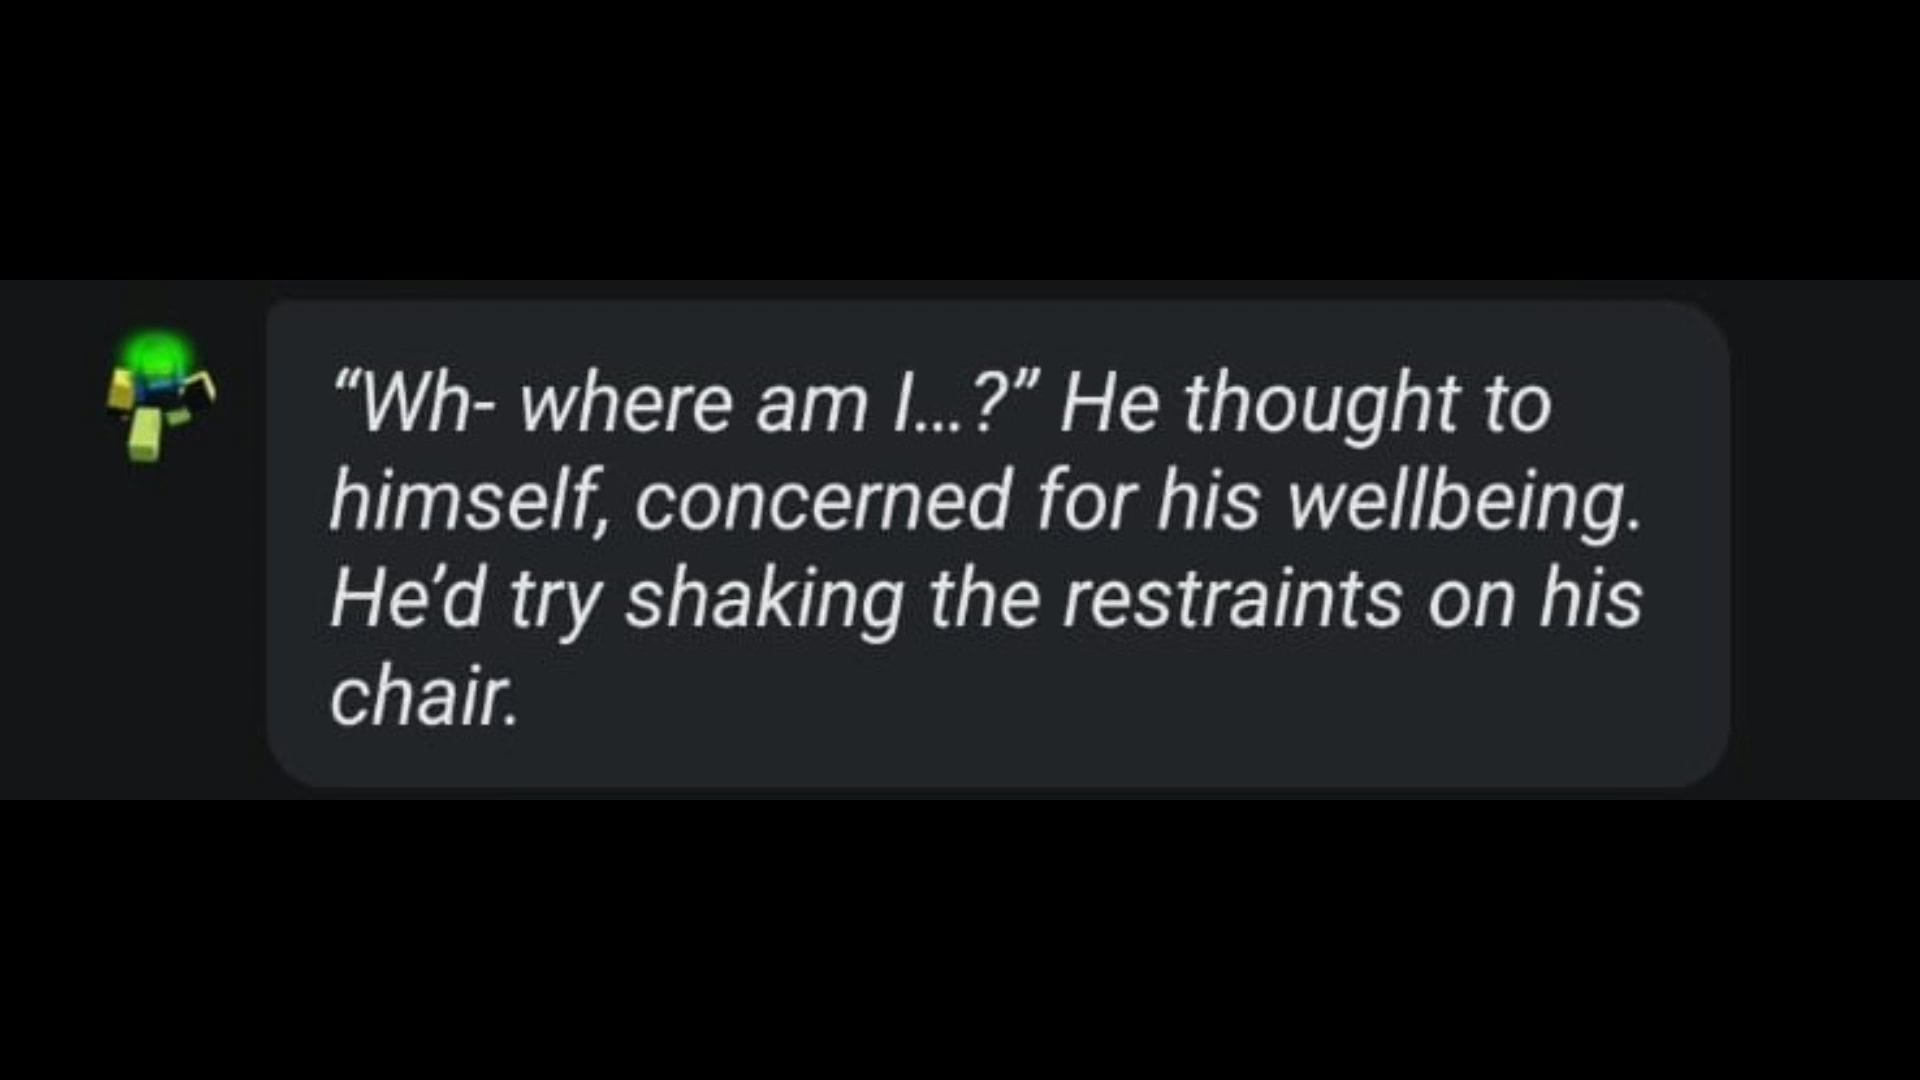 “Wh- where am I...?” He thought to
himself, concerned for his wellbeing.
He’d try shaking the restraints on his
chair.